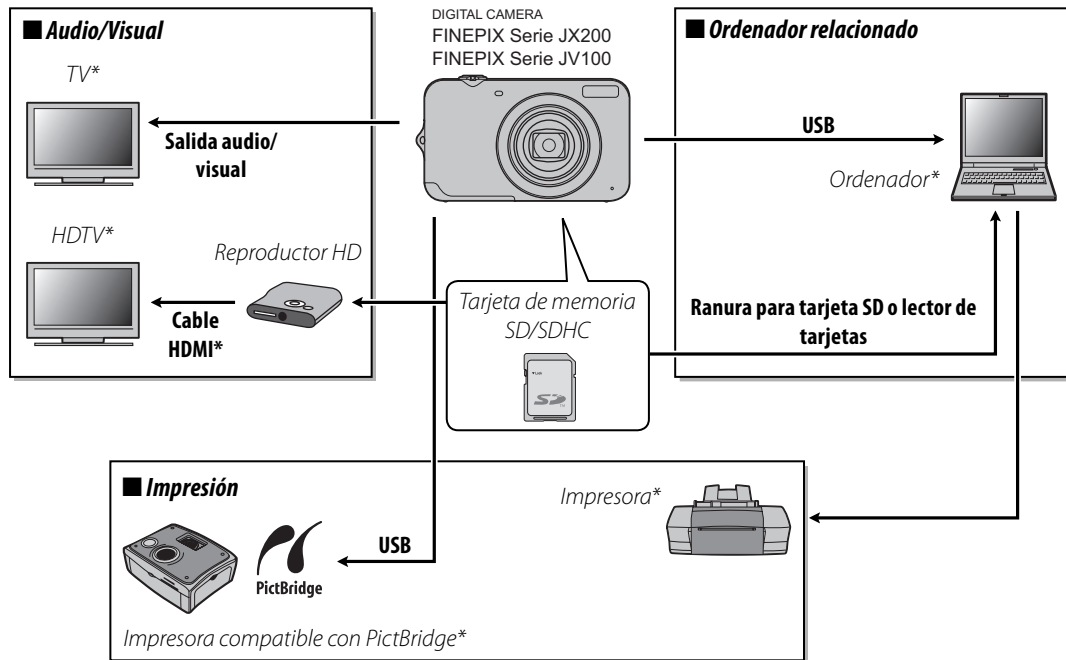 DIGITAL CAMERA
FINEPIX Serie JX200
FINEPIX Serie JV100
■ Audio/Visual
TV*
Salida audio/
visual
HDTV*
Reproductor HD
Cable
HDMI*
■ Ordenador relacionado
USB
Ordenador*
Tarjeta de memoria
SD/SDHC
Ranura para tarjeta SD o lector de
tarjetas
■ Impresión
Impresora*
USB
PictBridge
Impresora compatible con PictBridge*